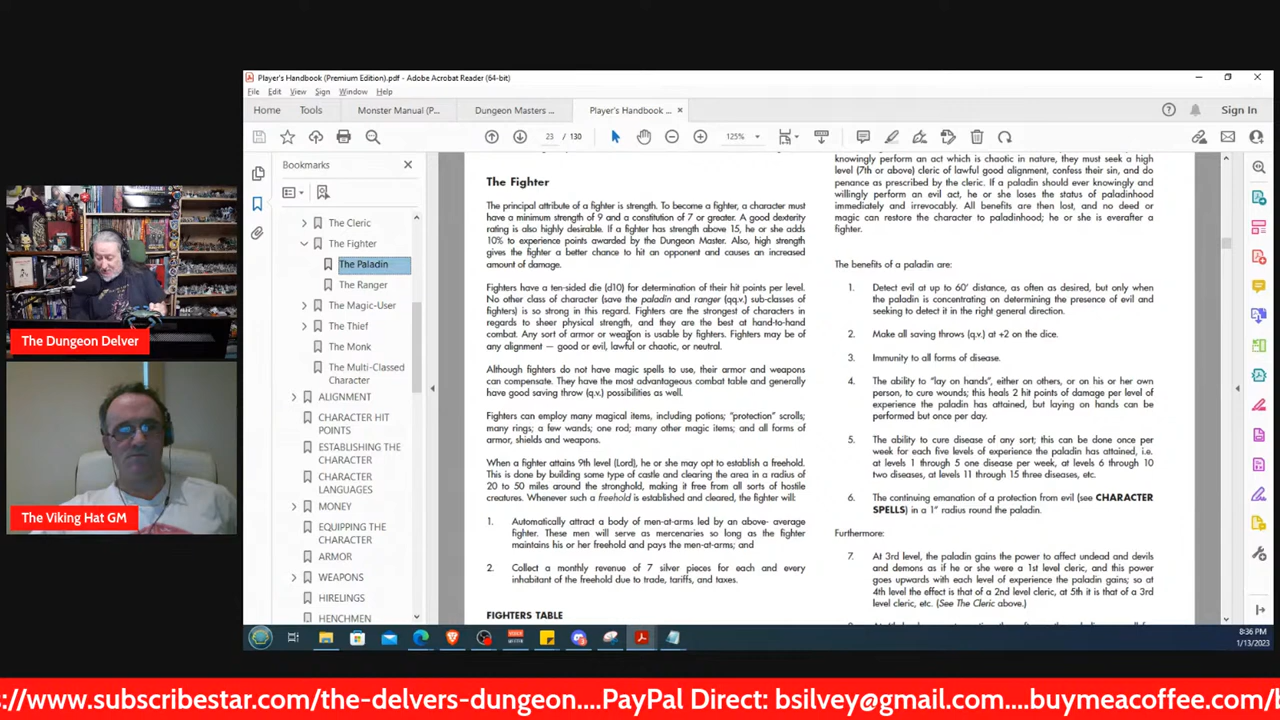 Player's Handbook (Premium Edition).pdf - Adobe Acrobat Reader (64-bit)
File Edit View Sign Window Help
Home Tools Monster Manual (P... Dungeon Masters ... Player's Handbook ... × Sign In
23 / 130 125%
Bookmarks
The Cleric
The Fighter
The Paladin
The Ranger
The Magic-User
The Thief
The Monk
The Multi-Classed
Character
ALIGNMENT
CHARACTER HIT
POINTS
ESTABLISHING THE
CHARACTER
CHARACTER
LANGUAGES
MONEY
EQUIPPING THE
CHARACTER
ARMOR
WEAPONS
HIRELINGS
HENCHMEN
The Fighter
The principal attribute of a fighter is strength. To become a fighter, a character must
have a minimum strength of 9 and a constitution of 7 or greater. A good dexterity
rating is also highly desirable. If a fighter has strength above 15, he or she adds
10% to experience points awarded by the Dungeon Master. Also, high strength
gives the fighter a better chance to hit an opponent and causes an increased
amount of damage.
Fighters have a ten-sided die (d10) for determination of their hit points per level.
No other class of character (save the paladin and ranger (qq.v.) sub-classes of
fighters) is so strong in this regard. Fighters are the strongest of characters in
regards to sheer physical strength, and they are the best at hand-to-hand
combat. Any sort of armor or weapon is usable by fighters. Fighters may be of
any alignment — good or evil, lawful or chaotic, or neutral.
Although fighters do not have magic spells to use, their armor and weapons
can compensate. They have the most advantageous combat table and generally
have good saving throw (q.v.) possibilities as well.
Fighters can employ many magical items, including potions; "protection" scrolls;
many rings; a few wands; one rod; many other magic items; and all forms of
armor, shields and weapons.
When a fighter attains 9th level (Lord), he or she may opt to establish a freehold.
This is done by building some type of castle and clearing the area in a radius of
20 to 50 miles around the stronghold, making it free from all sorts of hostile
creatures. Whenever such a freehold is established and cleared, the fighter will:
1. Automatically attract a body of men-at-arms led by an above- average
fighter. These men will serve as mercenaries so long as the fighter
maintains his or her freehold and pays the men-at-arms; and
2. Collect a monthly revenue of 7 silver pieces for each and every
inhabitant of the freehold due to trade, tariffs, and taxes.
FIGHTERS TABLE
knowingly perform an act which is chaotic in nature, they must seek a high
level (7th or above) cleric of lawful good alignment, confess their sin, and do
penance as prescribed by the cleric. If a paladin should ever knowingly and
willingly perform an evil act, he or she loses the status of paladinhood
immediately and irrevocably. All benefits are then lost, and no deed or
magic can restore the character to paladinhood; he or she is everafter a
fighter.
The benefits of a paladin are:
1. Detect evil at up to 60' distance, as often as desired, but only when
the paladin is concentrating on determining the presence of evil and
seeking to detect it in the right general direction.
2. Make all saving throws (q.v.) at +2 on the dice.
3. Immunity to all forms of disease.
4. The ability to "lay on hands", either on others, or on his or her own
person, to cure wounds; this heals 2 hit points of damage per level of
experience the paladin has attained, but laying on hands can be
performed but once per day.
5. The ability to cure disease of any sort; this can be done once per
week for each five levels of experience the paladin has attained, i.e.
at levels 1 through 5 one disease per week, at levels 6 through 10
two diseases, at levels 11 through 15 three diseases, etc.
6. The continuing emanation of a protection from evil (see CHARACTER
SPELLS) in a 1" radius round the paladin.
Furthermore:
7. At 3rd level, the paladin gains the power to affect undead and devils
and demons as if he or she were a 1st level cleric, and this power
goes upwards with each level of experience the paladin gains; so at
4th level the effect is that of a 2nd level cleric, at 5th it is that of a 3rd
level cleric, etc. (See The Cleric above.)
The Dungeon Delver
The Viking Hat GM
8:36 PM
1/13/2023
://www.subscribestar.com/the-delvers-dungeon....PayPal Direct: bsilvey@gmail.com....buymeacoffee.com/b